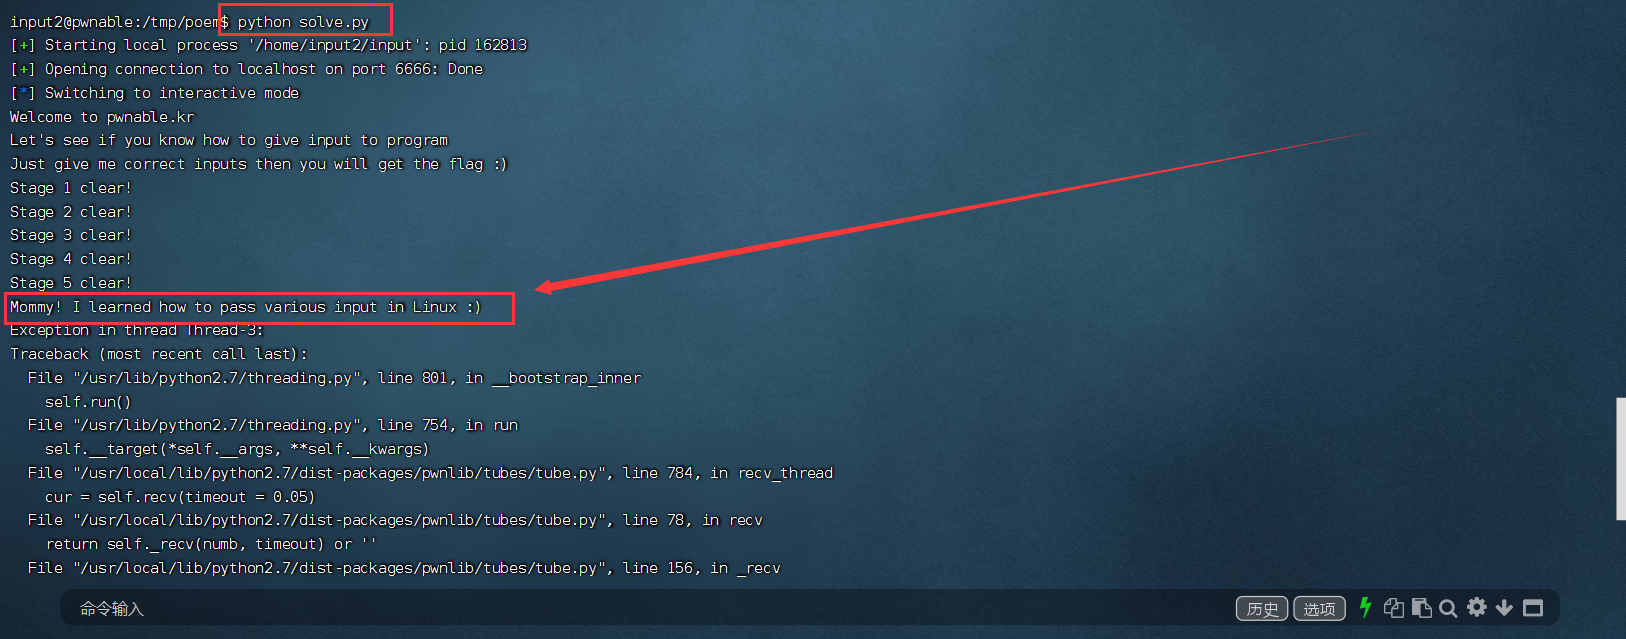 input2@pwnable:/tmp/poem$ python solve.py
[+] Starting local process '/home/input2/input': pid 162813
[+] Opening connection to localhost on port 6666: Done
[*] Switching to interactive mode
Welcome to pwnable.kr
Let's see if you know how to give input to program
Just give me correct inputs then you will get the flag :)
Stage 1 clear!
Stage 2 clear!
Stage 3 clear!
Stage 4 clear!
Stage 5 clear!
Mommy! I learned how to pass various input in Linux :)
Exception in thread Thread-3:
Traceback (most recent call last):
  File "/usr/lib/python2.7/threading.py", line 801, in __bootstrap_inner
    self.run()
  File "/usr/lib/python2.7/threading.py", line 754, in run
    self.__target(*self.__args, **self.__kwargs)
  File "/usr/local/lib/python2.7/dist-packages/pwnlib/tubes/tube.py", line 784, in recv_thread
    cur = self.recv(timeout = 0.05)
  File "/usr/local/lib/python2.7/dist-packages/pwnlib/tubes/tube.py", line 78, in recv
    return self._recv(numb, timeout) or ''
  File "/usr/local/lib/python2.7/dist-packages/pwnlib/tubes/tube.py", line 156, in _recv
命令输入 历史 选项